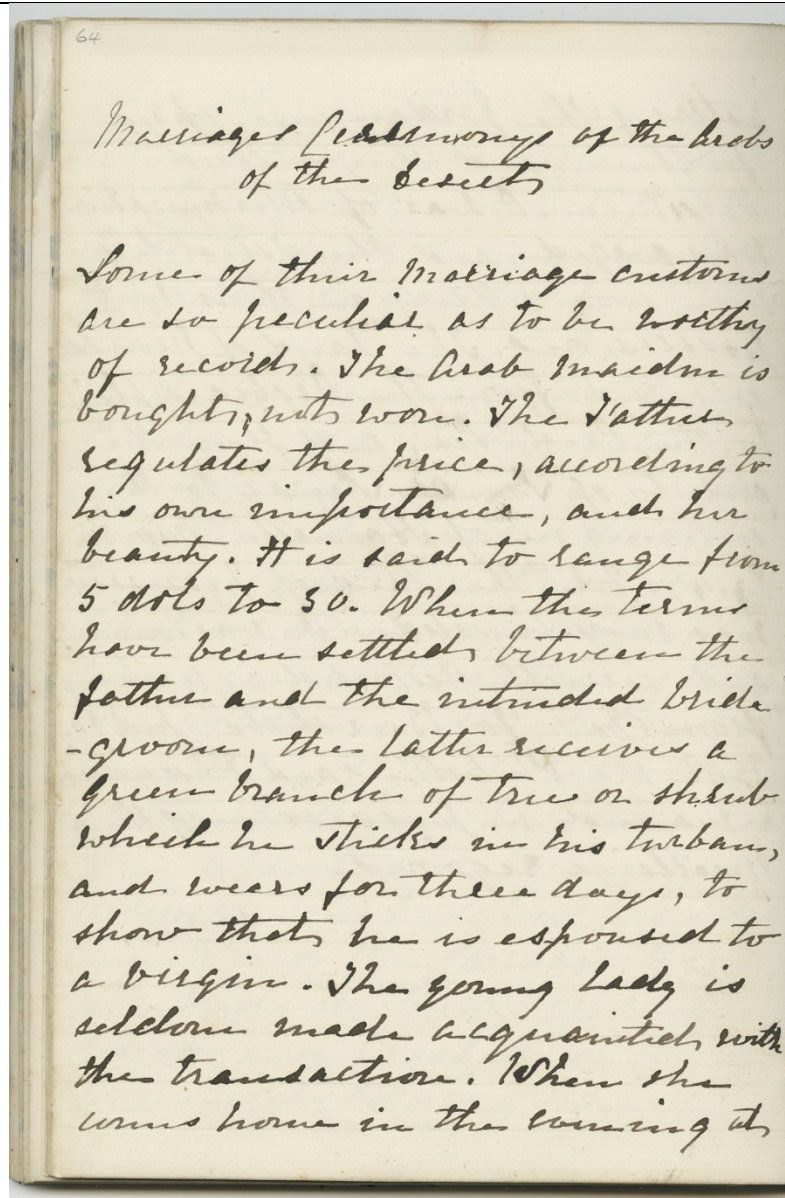 64
Marriages Ceremonys of the Arabs
of the Desert
Some of their Marriage customs
are so peculiar as to be worthy
of record. The Arab maiden is
bought, not won. The Father
regulates the price, according to
his own importance, and her
beauty. It is said to range from
5 dols to 30. When the terms
have been settled between the
father and the intended bride
-groom, the latter receives a
green branch of tree or shrub
which he sticks in his turban,
and wears for three days, to
show that he is espoused to
a virgin. The young lady is
seldom made acquainted with
the transaction. When she
comes home in the evening at